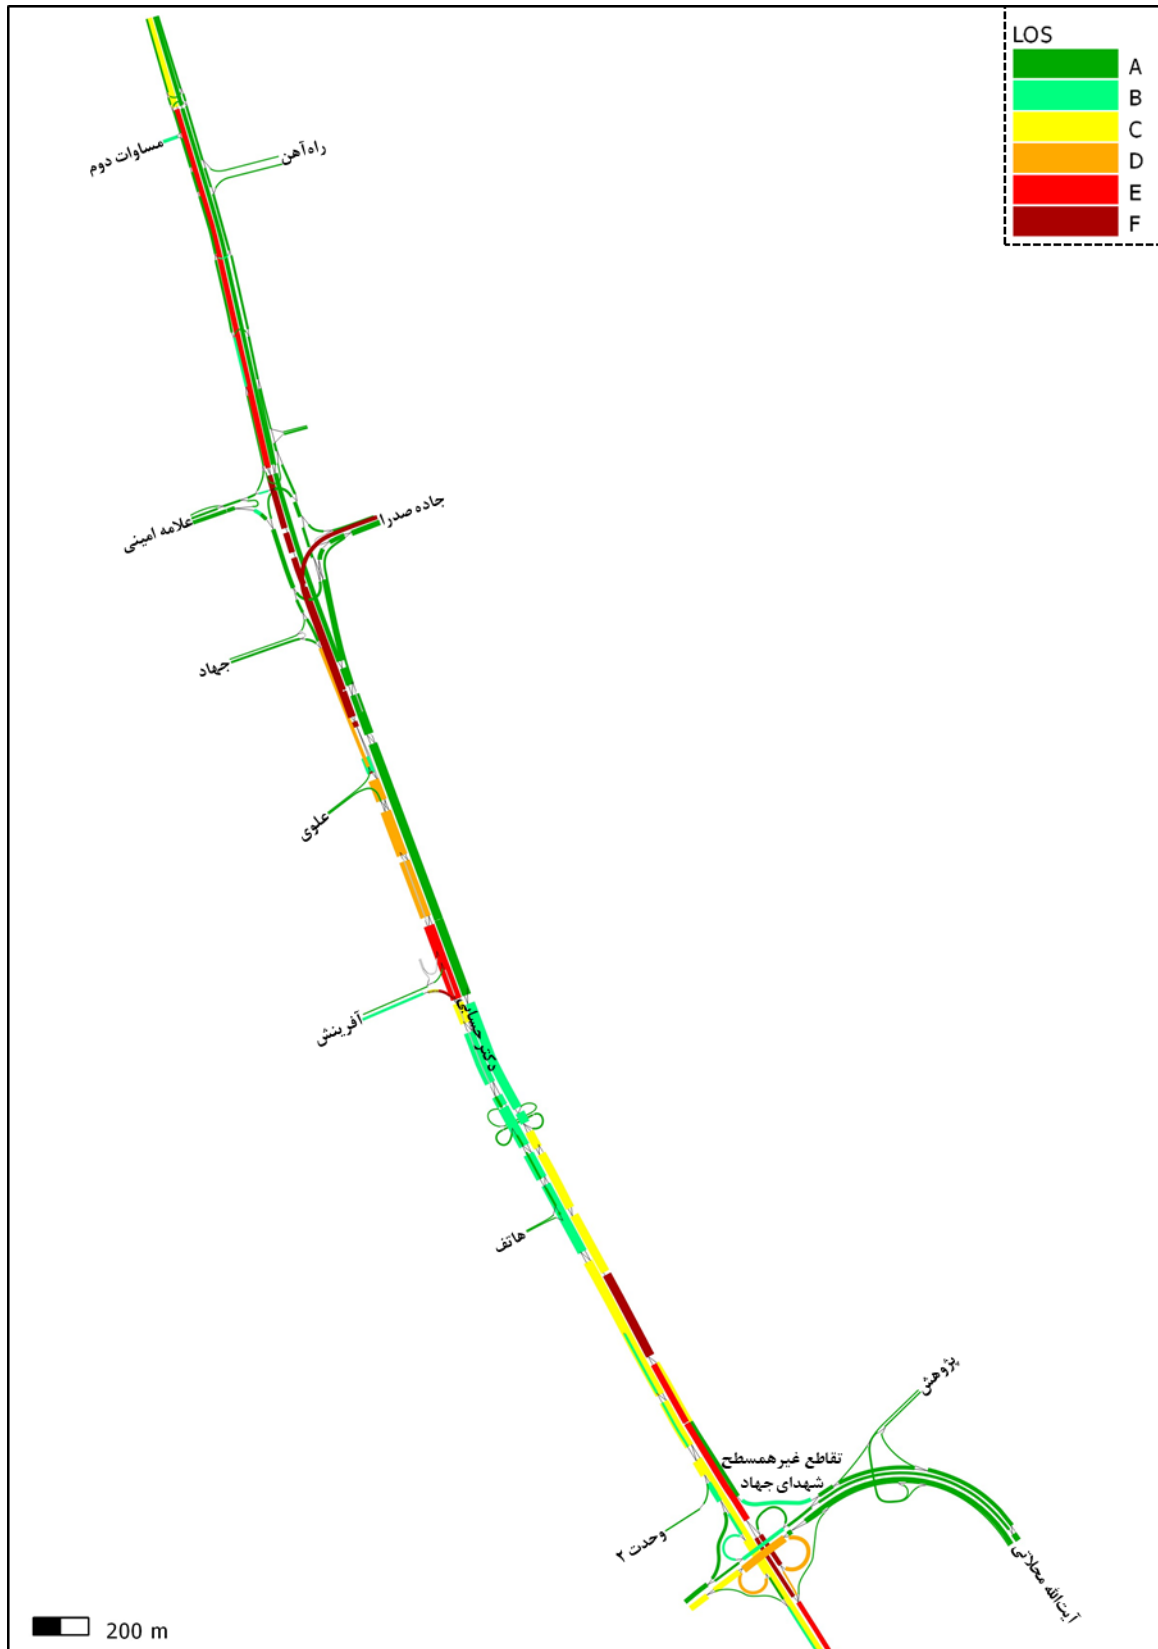 LOS
A
B
C
D
E
F
مساوات دوم
راه‌آهن
جاده صدرا
علامه امینی
جهاد
علوی
آفرینش
دکتر حسابی
هاتف
پژوهش
تقاطع غیرهمسطح
شهدای جهاد
وحدت ۲
آیت‌الله محلاتی
200 m